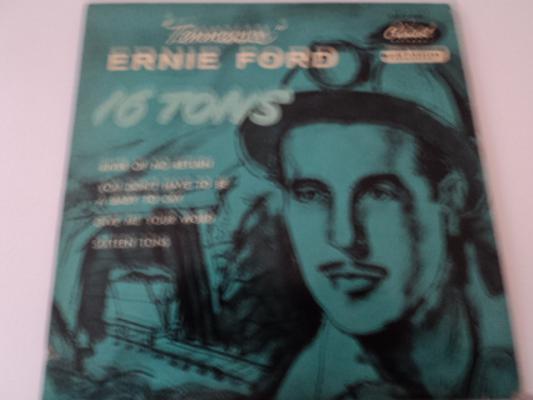 "Tennessee"
ERNIE FORD
Capitol
16 TONS
RIVER OF NO RETURN
YOU DON'T HAVE TO BE
A BABY TO CRY
GIVE ME YOUR WORD
SIXTEEN TONS